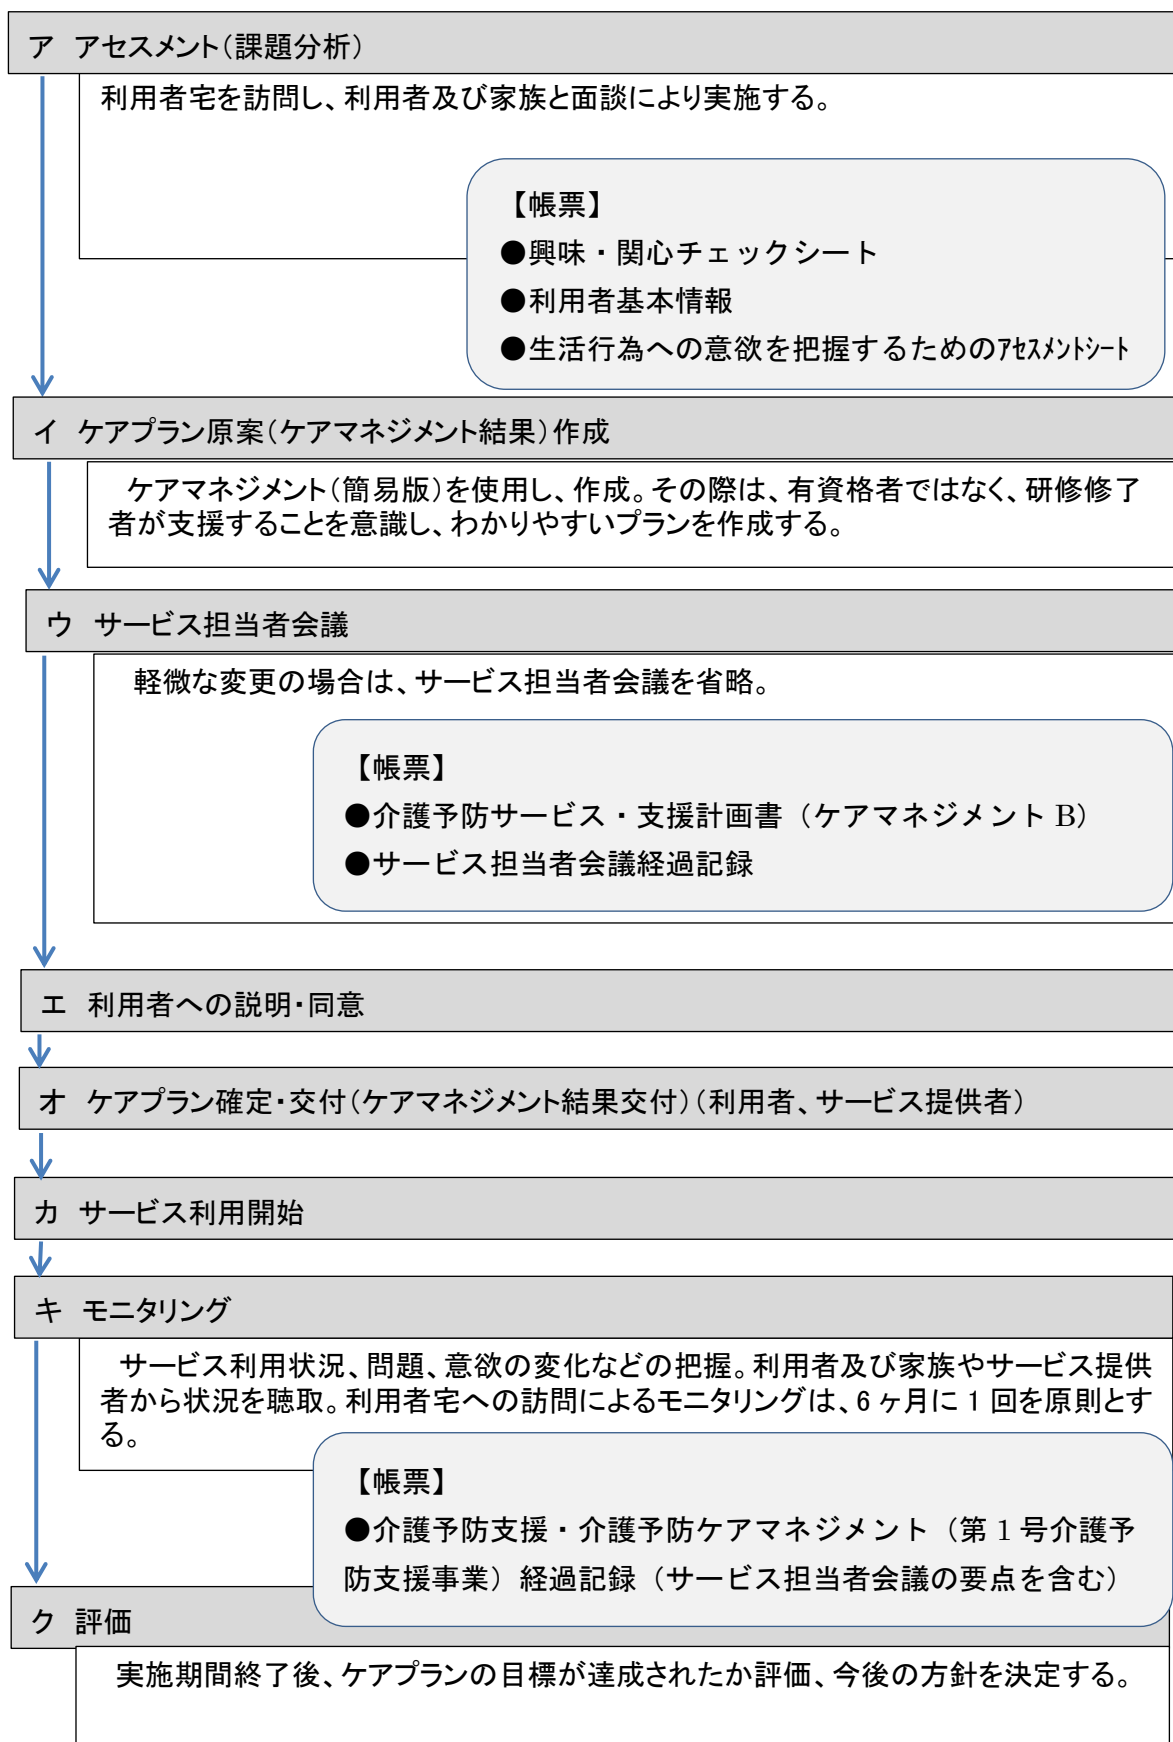 ア アセスメント（課題分析）
利用者宅を訪問し、利用者及び家族と面談により実施する。
【帳票】
●興味・関心チェックシート
●利用者基本情報
●生活行為への意欲を把握するためのｱｾｽﾒﾝﾄｼｰﾄ
イ ケアプラン原案（ケアマネジメント結果）作成
ケアマネジメント（簡易版）を使用し、作成。その際は、有資格者ではなく、研修修了
者が支援することを意識し、わかりやすいプランを作成する。
ウ サービス担当者会議
軽微な変更の場合は、サービス担当者会議を省略。
【帳票】
●介護予防サービス・支援計画書（ケアマネジメント B）
●サービス担当者会議経過記録
エ 利用者への説明・同意
オ ケアプラン確定・交付（ケアマネジメント結果交付）（利用者、サービス提供者）
カ サービス利用開始
キ モニタリング
サービス利用状況、問題、意欲の変化などの把握。利用者及び家族やサービス提供
者から状況を聴取。利用者宅への訪問によるモニタリングは、6 ヶ月に 1 回を原則とす
る。
【帳票】
●介護予防支援・介護予防ケアマネジメント（第 1 号介護予
防支援事業）経過記録（サービス担当者会議の要点を含む）
ク 評価
実施期間終了後、ケアプランの目標が達成されたか評価、今後の方針を決定する。